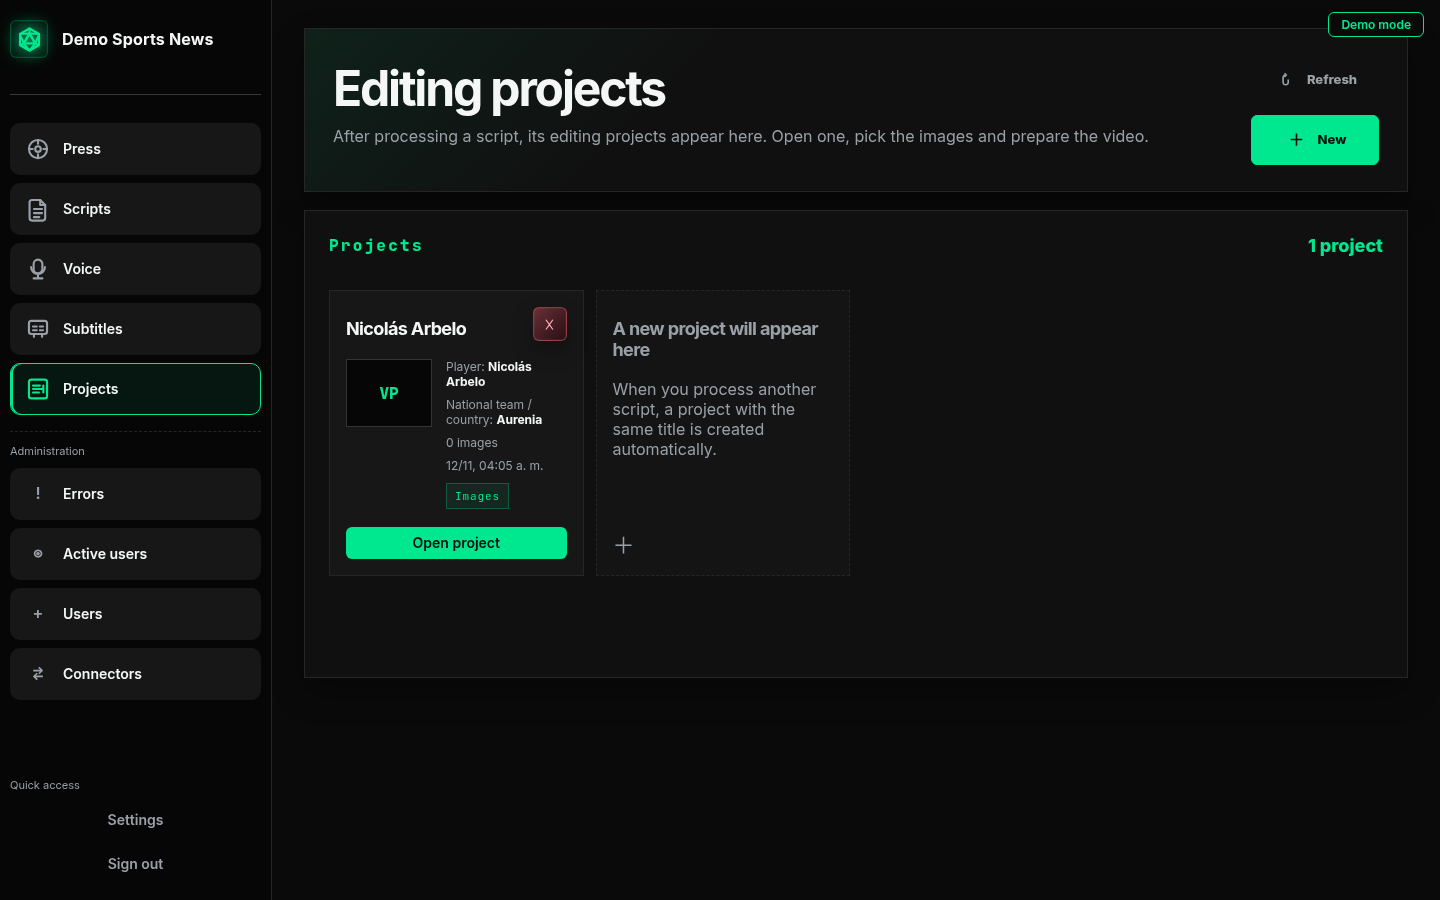 Demo Sports News
Demo mode
Press
Scripts
Voice
Subtitles
Projects
Administration
Errors
Active users
Users
Connectors
Quick access
Settings
Sign out
Editing projects
After processing a script, its editing projects appear here. Open one, pick the images and prepare the video.
Refresh
New
Projects
1 project
Nicolás Arbelo
X
VP
Player: Nicolás
Arbelo
National team /
country: Aurenia
0 images
12/11, 04:05 a. m.
Images
Open project
A new project will appear
here
When you process another
script, a project with the
same title is created
automatically.